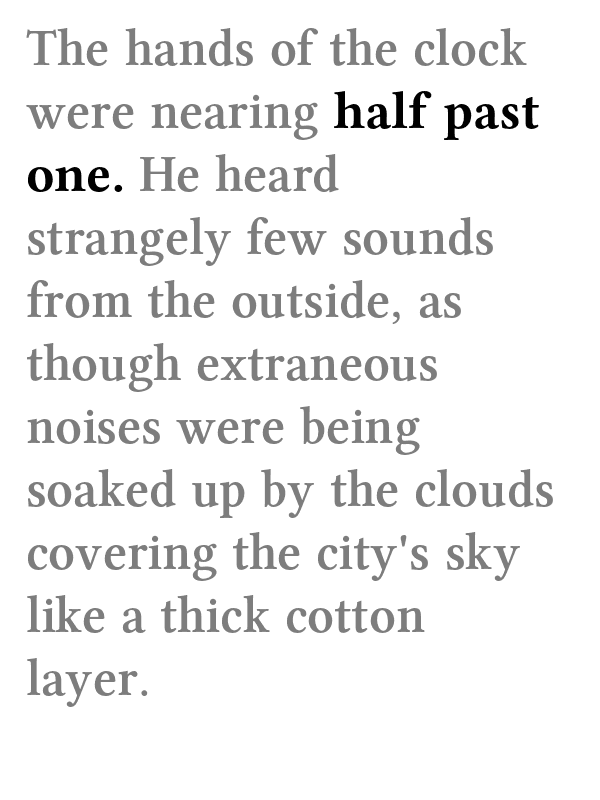 The hands of the clock
were nearing half past
one. He heard
strangely few sounds
from the outside, as
though extraneous
noises were being
soaked up by the clouds
covering the city's sky
like a thick cotton
layer.